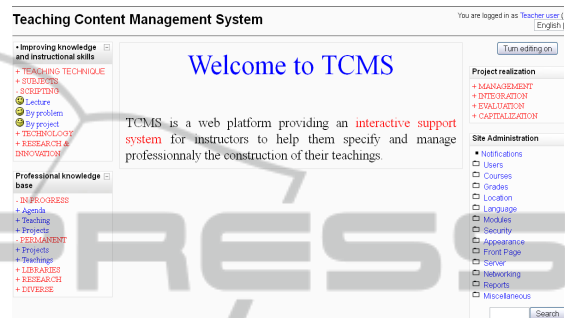 Teaching Content Management System
You are logged in as Teacher user (
English (
• Improving knowledge
and instructional skills
+ TEACHING TECHNIQUE
+ SUBJECTS
- SCRIPTING
Lecture
By problem
By project
+ TECHNOLOGY
+ RESEARCH &
INNOVATION
Professional knowledge
base
- IN PROGRESS
+ Agenda
+ Teaching
+ Projects
- PERMANENT
+ Projects
+ Teachings
+ LIBRARIES
+ RESEARCH
+ DIVERSE
Welcome to TCMS
TCMS is a web platform providing an interactive support
system for instructors to help them specify and manage
professionnaly the construction of their teachings.
Turn editing on
Project realization
+ MANAGEMENT
+ INTEGRATION
+ EVALUATION
+ CAPITALIZATION
Site Administration
Notifications
Users
Courses
Grades
Location
Language
Modules
Security
Appearance
Front Page
Server
Networking
Reports
Miscellaneous
Search
PRESS